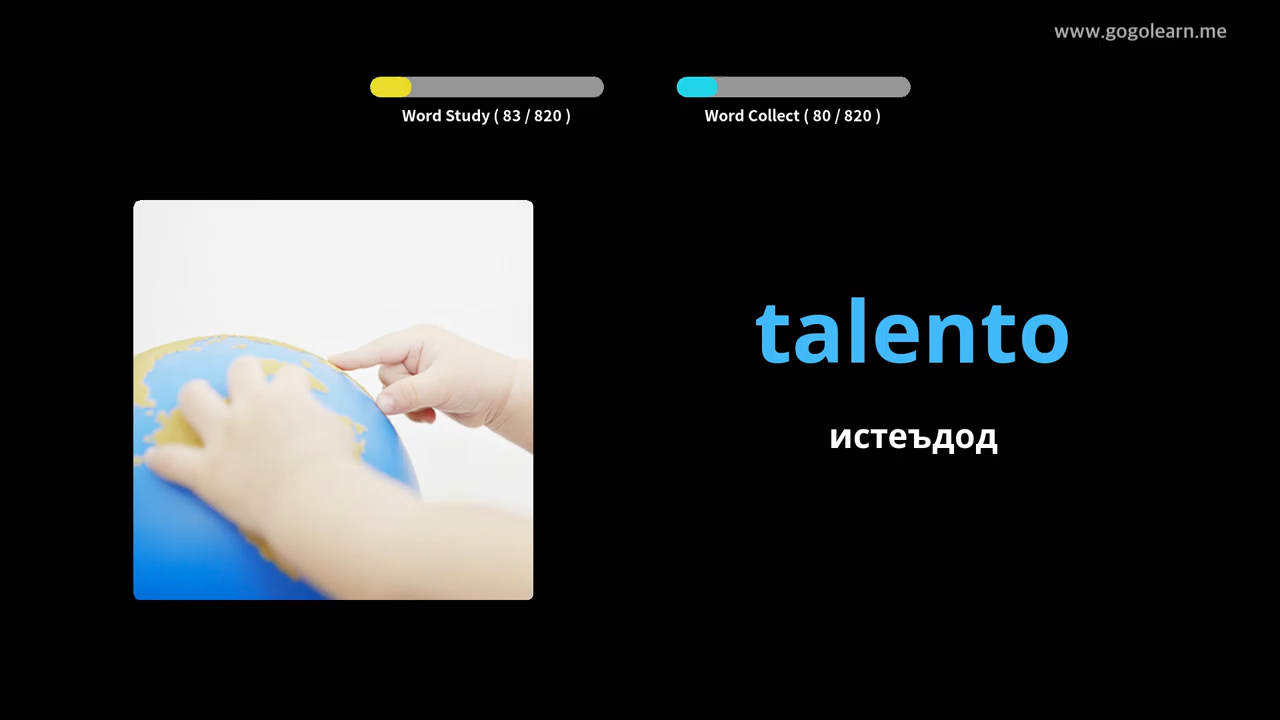 www.gogolearn.me
Word Study ( 83 / 820 )
Word Collect ( 80 / 820 )
talento
истеъдод